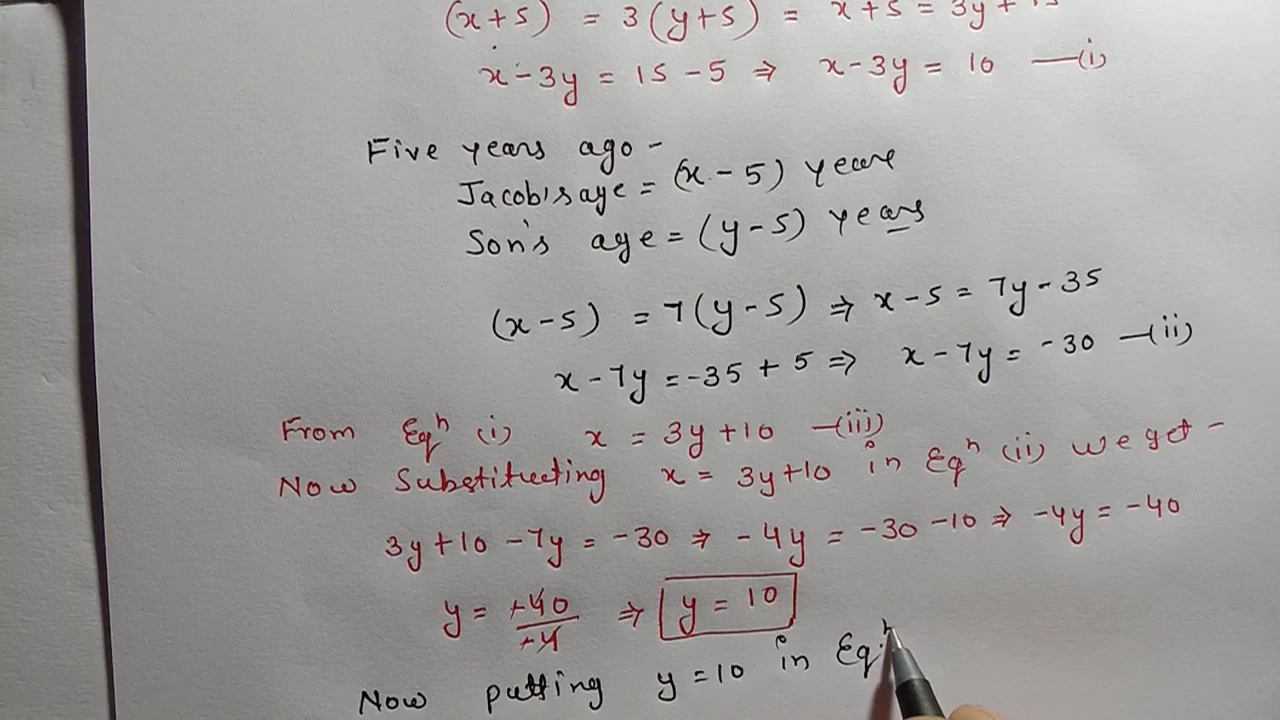 (x+5) = 3(y+5) = x+5 = 3y+15
x-3y = 15-5 ⇒ x-3y = 10 —(i)
Five years ago-
Jacob's age = (x-5) years
Son's age = (y-5) years
(x-5) = 7(y-5) ⇒ x-5 = 7y-35
x-7y = -35+5 ⇒ x-7y = -30 —(ii)
From Eqⁿ (i) x = 3y+10 —(iii)
Now Substituting x = 3y+10 in Eqⁿ (ii) we get-
3y+10-7y = -30 ⇒ -4y = -30-10 ⇒ -4y = -40
y = +40/+4 ⇒ y = 10
Now putting y=10 in Eqⁿ